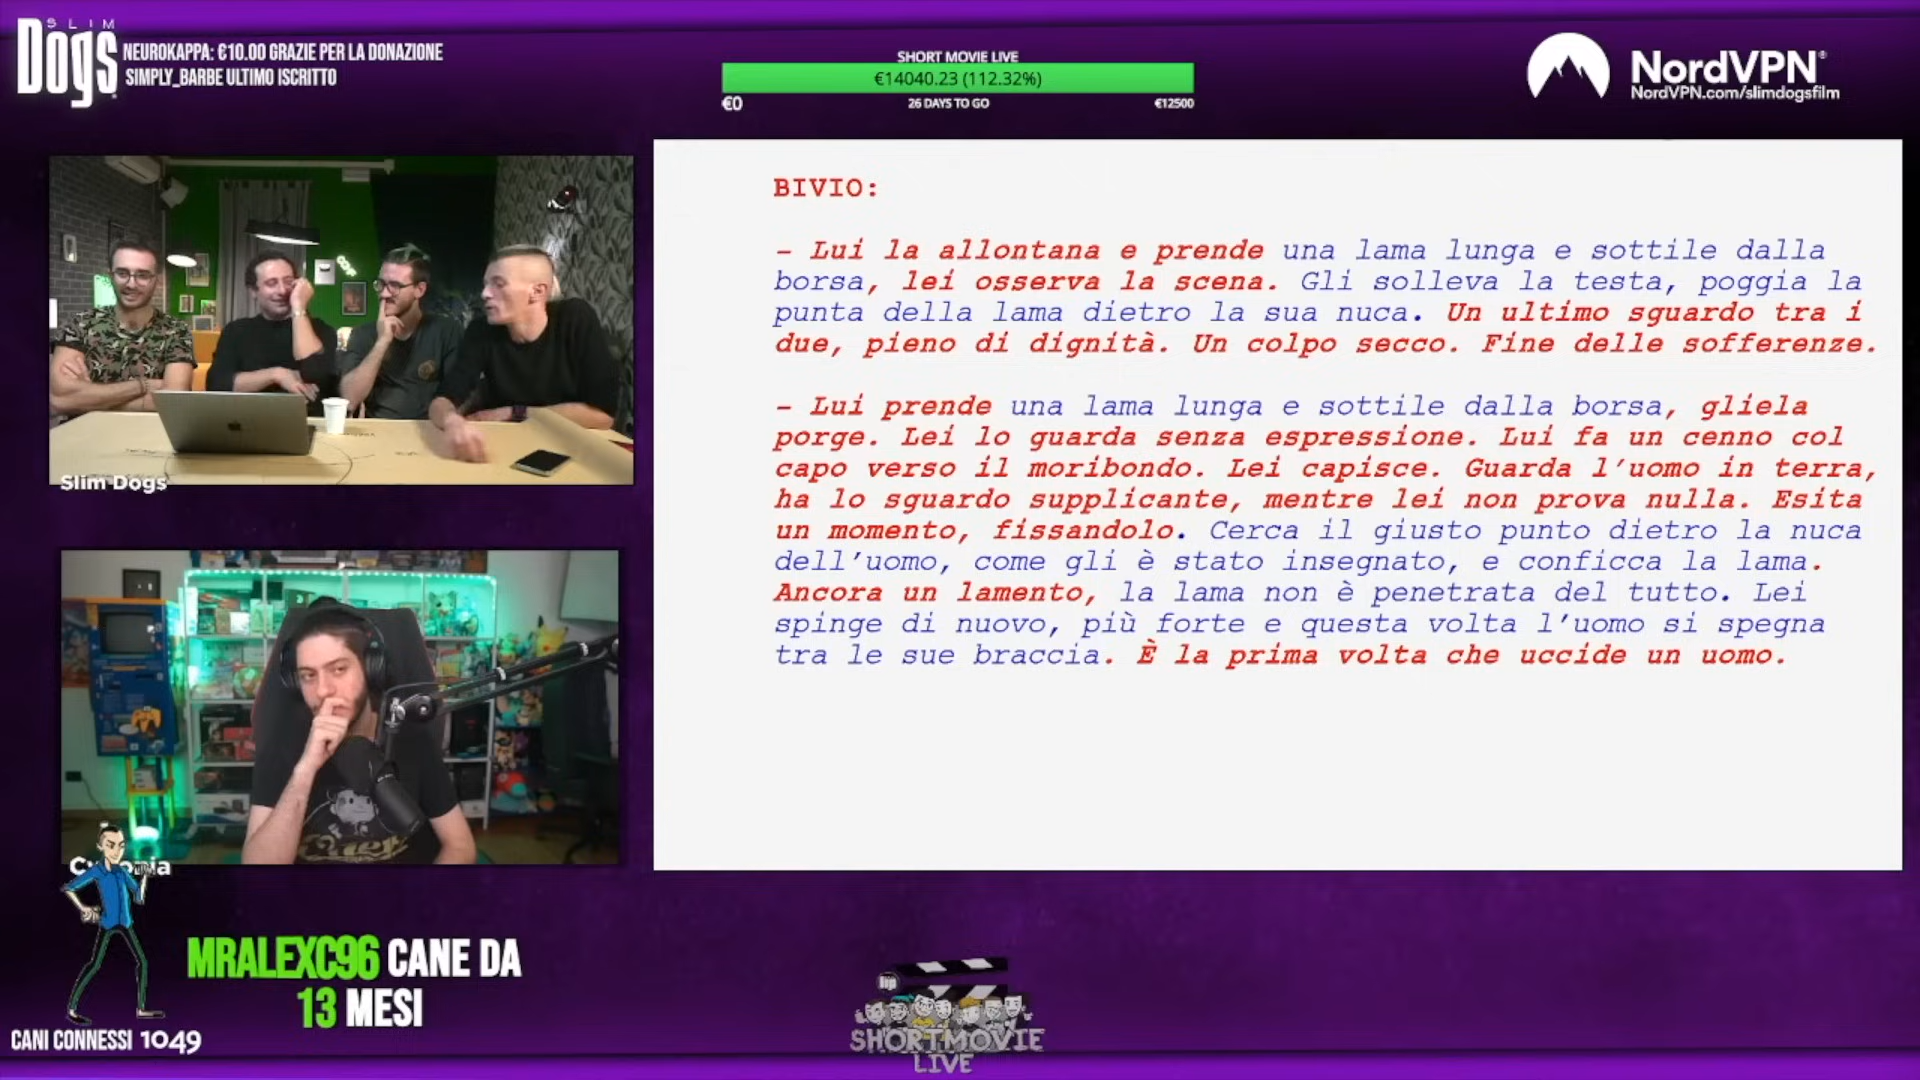 SLIM
Dogs
NEUROKAPPA: €10.00 GRAZIE PER LA DONAZIONE
SIMPLY_BARBE ULTIMO ISCRITTO
SHORT MOVIE LIVE
€14040.23 (112.32%)
€0
26 DAYS TO GO
€12500
NordVPN®
NordVPN.com/slimdogsfilm
Slim Dogs
BIVIO:
- Lui la allontana e prende una lama lunga e sottile dalla
borsa, lei osserva la scena. Gli solleva la testa, poggia la
punta della lama dietro la sua nuca. Un ultimo sguardo tra i
due, pieno di dignità. Un colpo secco. Fine delle sofferenze.
- Lui prende una lama lunga e sottile dalla borsa, gliela
porge. Lei lo guarda senza espressione. Lui fa un cenno col
capo verso il moribondo. Lei capisce. Guarda l'uomo in terra,
ha lo sguardo supplicante, mentre lei non prova nulla. Esita
un momento, fissandolo. Cerca il giusto punto dietro la nuca
dell'uomo, come gli è stato insegnato, e conficca la lama.
Ancora un lamento, la lama non è penetrata del tutto. Lei
spinge di nuovo, più forte e questa volta l'uomo si spegna
tra le sue braccia. È la prima volta che uccide un uomo.
MRALEXC96 CANE DA
13 MESI
CANI CONNESSI 1049
SHORTMOVIE
LIVE